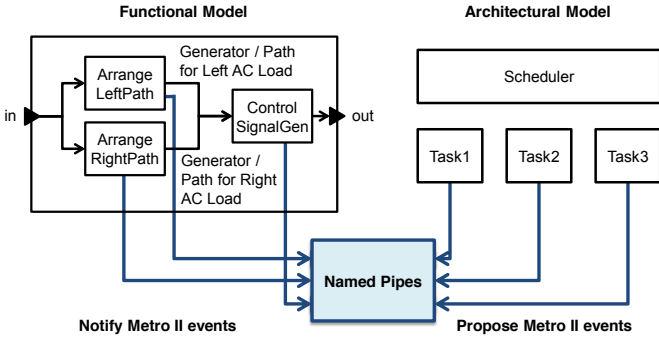 Functional Model
Architectural Model
in
Arrange
LeftPath
Generator / Path
for Left AC Load
Arrange
RightPath
Generator /
Path for Right
AC Load
Control
SignalGen
out
Scheduler
Task1
Task2
Task3
Named Pipes
Notify Metro II events
Propose Metro II events